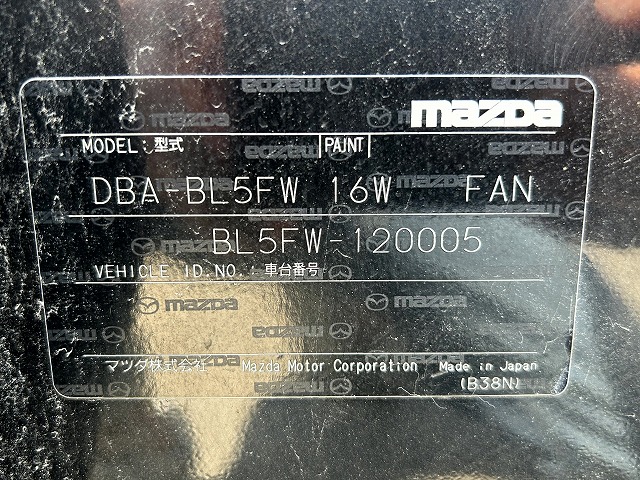 mazda
MODEL:型式 PAINT
DBA-BL5FW 16W FAN
BL5FW-120005
VEHICLE ID.NO.:車台番号
マツダ株式会社 Mazda Motor Corporation Made in Japan
(B38N)